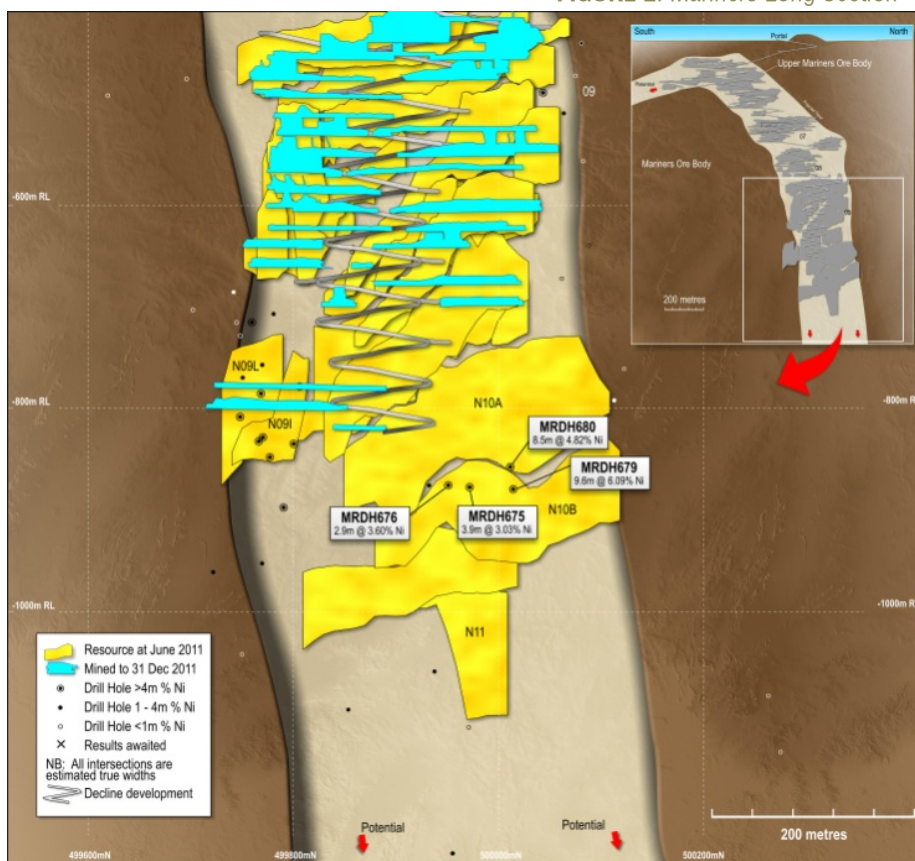 FIGURE 2: Mariners Long Section
South
Portal
North
Upper Mariners Ore Body
Potential
07
Mariners Ore Body
09
200 metres
09
-600m RL
N09L
N09I
-800m RL
-800m RL
N10A
MRDH680
8.5m @ 4.82% Ni
MRDH679
9.6m @ 6.09% Ni
MRDH676
2.9m @ 3.60% Ni
MRDH675
3.9m @ 3.03% Ni
N10B
-1000m RL
-1000m RL
N11
Resource at June 2011
Mined to 31 Dec 2011
Drill Hole >4m % Ni
Drill Hole 1 - 4m % Ni
Drill Hole <1m % Ni
Results awaited
NB: All intersections are
estimated true widths
Decline development
Potential
Potential
200 metres
499600mN
499800mN
500000mN
500200mN